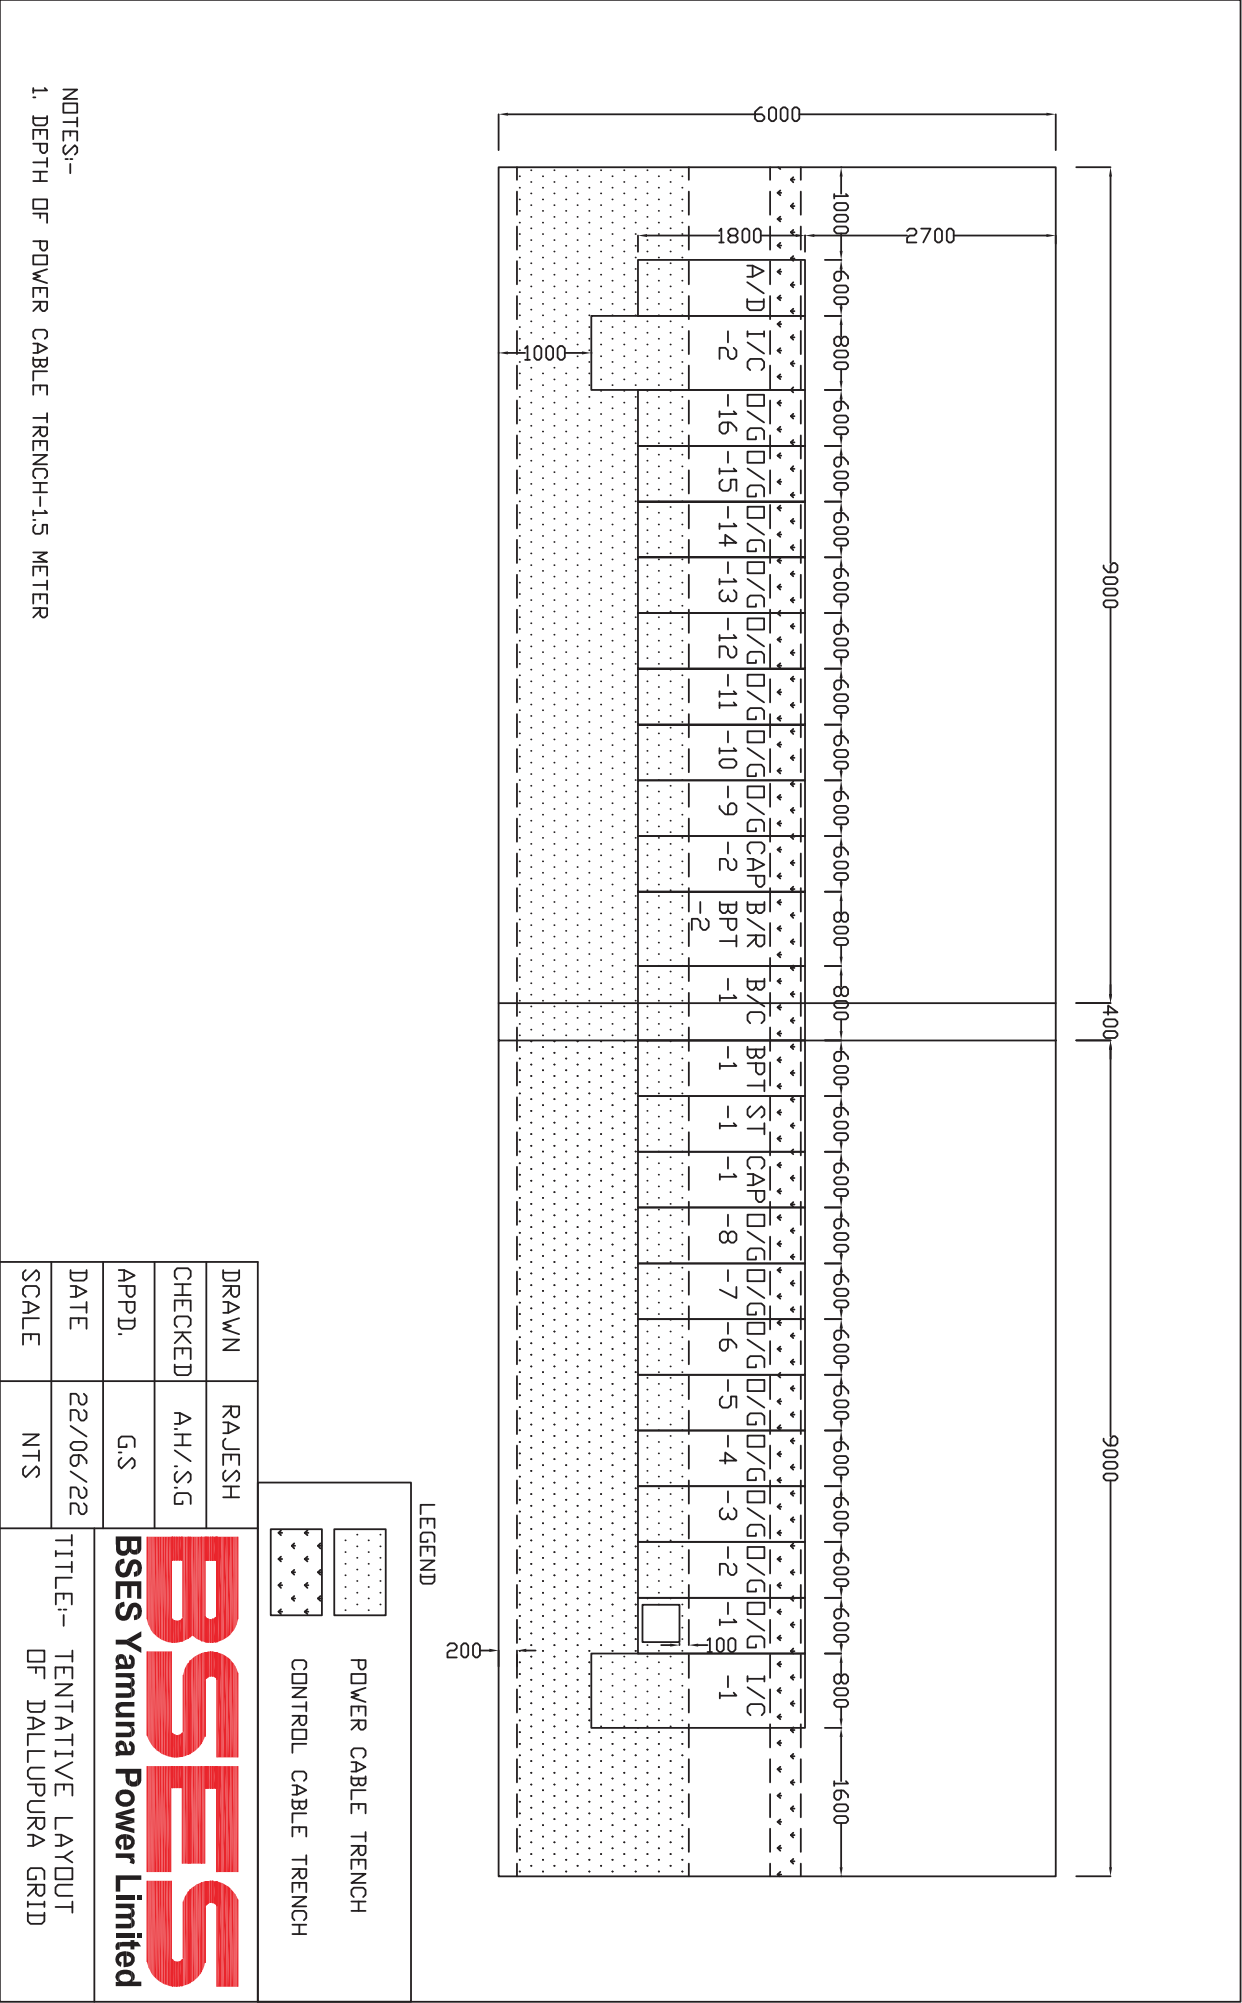 9000 400 9000
6000
2700
1000 600 800 600 600 600 600 600 600 600 600 600 800 800 600 600 600 600 600 600 600 600 600 600 600 800 1600
1800
A/D
I/C
-2
O/G
-16
O/G
-15
O/G
-14
O/G
-13
O/G
-12
O/G
-11
O/G
-10
O/G
-9
CAP
-2
B/R
BPT
-2
B/C
-1
BPT
-1
ST
-1
CAP
-1
O/G
-8
O/G
-7
O/G
-6
O/G
-5
O/G
-4
O/G
-3
O/G
-2
O/G
-1
I/C
-1
100
1000
200
LEGEND
POWER CABLE TRENCH
CONTROL CABLE TRENCH
NOTES:-
1. DEPTH OF POWER CABLE TRENCH-1.5 METER
DRAWN RAJESH
CHECKED A.H/.S.G
APPD. G.S
DATE 22/06/22
SCALE NTS
BSES
BSES Yamuna Power Limited
TITLE:- TENTATIVE LAYOUT
OF DALLUPURA GRID